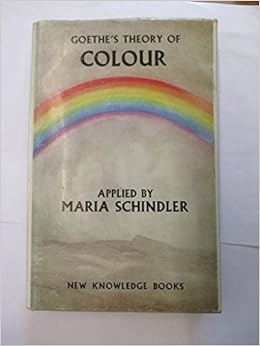 GOETHE'S THEORY OF
COLOUR
APPLIED BY
MARIA SCHINDLER
NEW KNOWLEDGE BOOKS